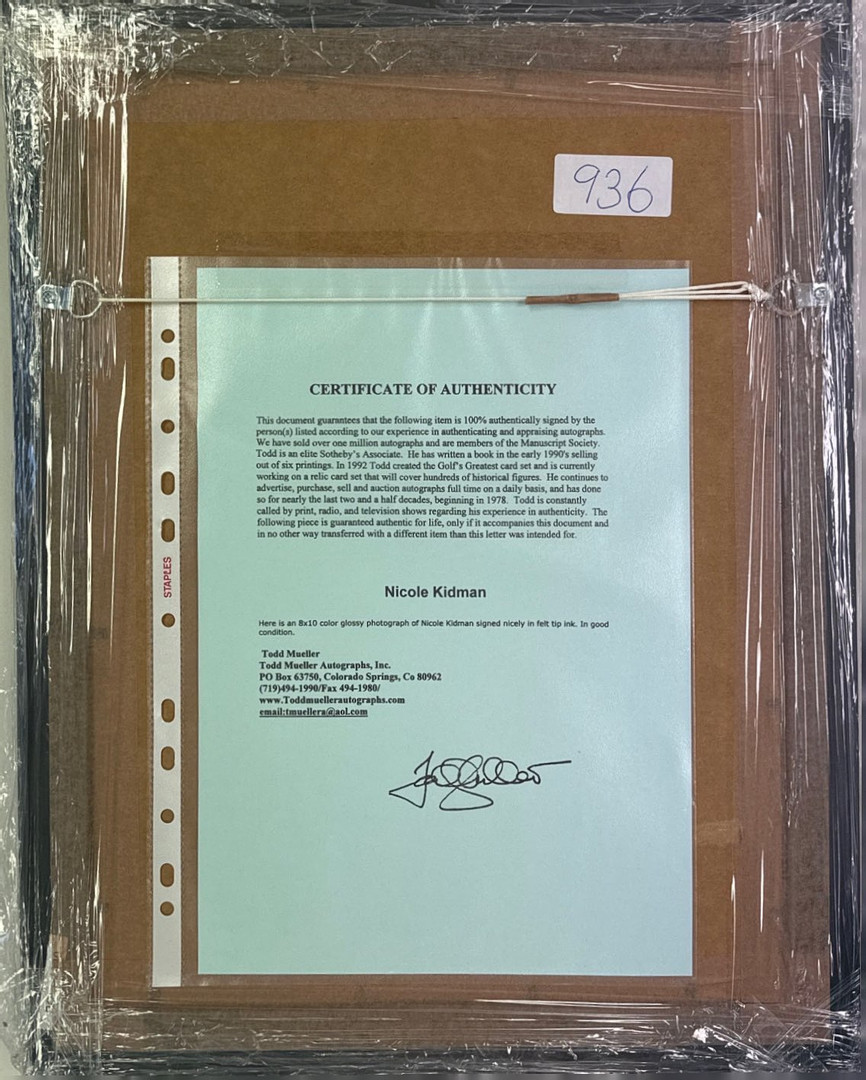 936
CERTIFICATE OF AUTHENTICITY
This document guarantees that the following item is 100% authentically signed by the
person(s) listed according to our experience in authenticating and appraising autographs.
We have sold over one million autographs and are members of the Manuscript Society.
Todd is an elite Sotheby's Associate. He has written a book in the early 1990's selling
out of six printings. In 1992 Todd created the Golf's Greatest card set and is currently
working on a relic card set that will cover hundreds of historical figures. He continues to
advertise, purchase, sell and auction autographs full time on a daily basis, and has done
so for nearly the last two and a half decades, beginning in 1978. Todd is constantly
called by print, radio, and television shows regarding his experience in authenticity. The
following piece is guaranteed authentic for life, only if it accompanies this document and
in no other way transferred with a different item than this letter was intended for.
STAPLES
Nicole Kidman
Here is an 8x10 color glossy photograph of Nicole Kidman signed nicely in felt tip ink. In good
condition.
Todd Mueller
Todd Mueller Autographs, Inc.
PO Box 63750, Colorado Springs, Co 80962
(719)494-1990/Fax 494-1980/
www.Toddmuellerautographs.com
email:tmuellera@aol.com